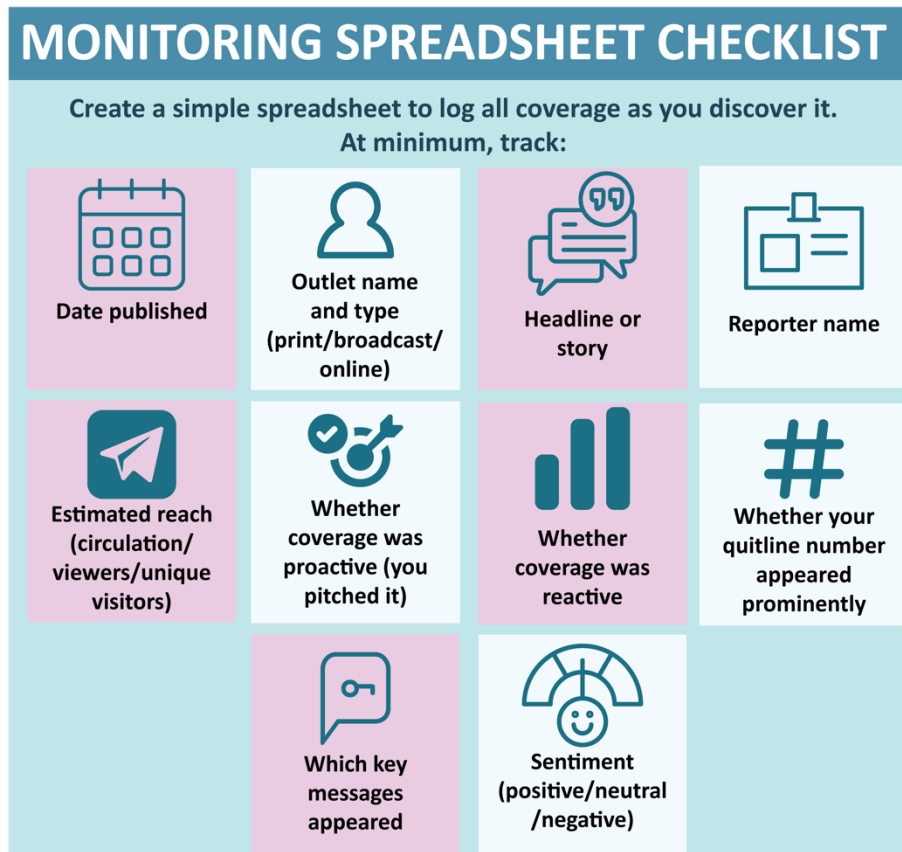 MONITORING SPREADSHEET CHECKLIST
Create a simple spreadsheet to log all coverage as you discover it.
At minimum, track:
Date published
Outlet name
and type
(print/broadcast/
online)
Headline or
story
Reporter name
Estimated reach
(circulation/
viewers/unique
visitors)
Whether
coverage was
proactive (you
pitched it)
Whether
coverage was
reactive
Whether your
quitline number
appeared
prominently
Which key
messages
appeared
Sentiment
(positive/neutral
/negative)